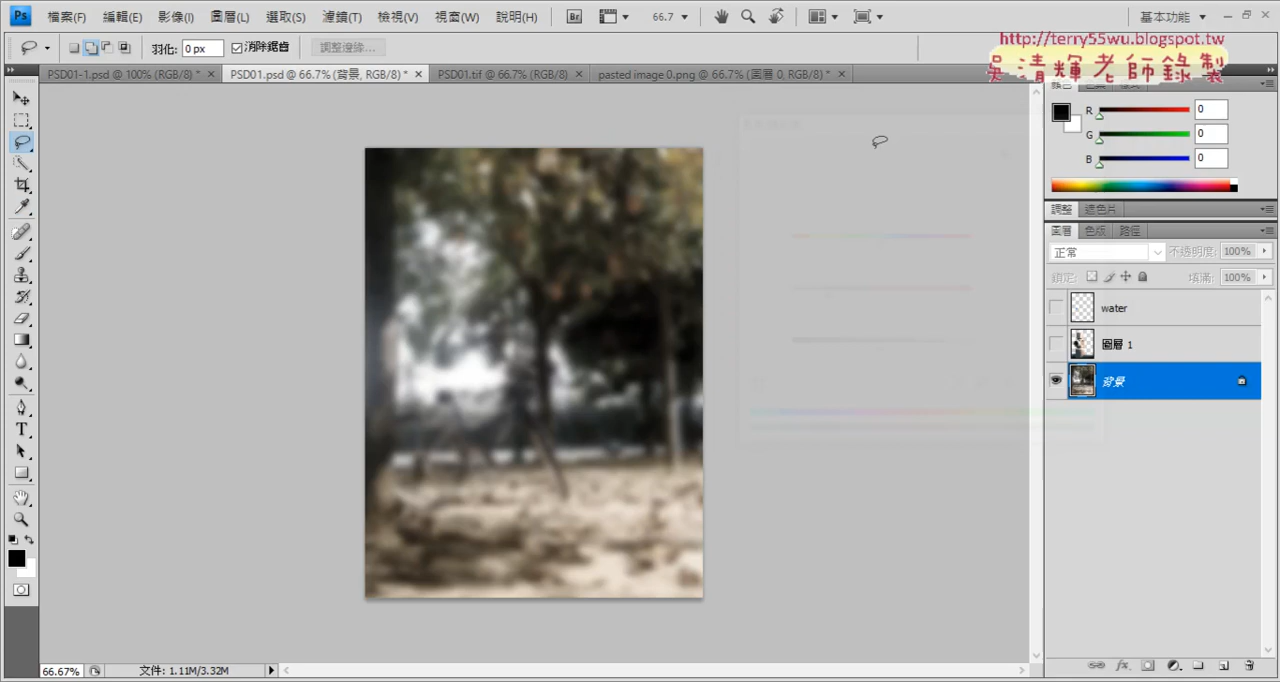 Ps 檔案(F) 編輯(E) 影像(I) 圖層(L) 選取(S) 濾鏡(T) 檢視(V) 視窗(W) 說明(H) Br 66.7 基本功能
羽化: 0 px 消除鋸齒 調整邊緣...
http://terry55wu.blogspot.tw
吳清輝老師錄製
PSD01-1.psd @ 100% (RGB/8) * × PSD01.psd @ 66.7% (背景, RGB/8) * × PSD01.tif @ 66.7% (RGB/8) × pasted image 0.png @ 66.7% (圖層 0, RGB/8) * ×
R 0
G 0
B 0
調整 遮色片
圖層 色版 路徑
正常 不透明度: 100%
鎖定: 填滿: 100%
water
圖層 1
背景
66.67% 文件: 1.11M/3.32M